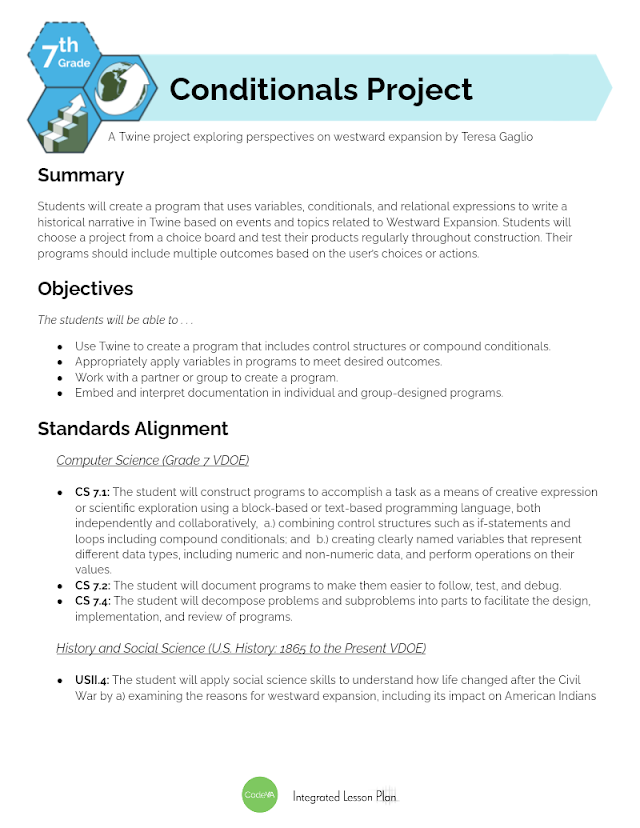 7th
Grade
Conditionals Project
A Twine project exploring perspectives on westward expansion by Teresa Gaglio
Summary
Students will create a program that uses variables, conditionals, and relational expressions to write a
historical narrative in Twine based on events and topics related to Westward Expansion. Students will
choose a project from a choice board and test their products regularly throughout construction. Their
programs should include multiple outcomes based on the user's choices or actions.
Objectives
The students will be able to . . .
● Use Twine to create a program that includes control structures or compound conditionals.
● Appropriately apply variables in programs to meet desired outcomes.
● Work with a partner or group to create a program.
● Embed and interpret documentation in individual and group-designed programs.
Standards Alignment
Computer Science (Grade 7 VDOE)
● CS 7.1: The student will construct programs to accomplish a task as a means of creative expression
or scientific exploration using a block-based or text-based programming language, both
independently and collaboratively, a.) combining control structures such as if-statements and
loops including compound conditionals; and b.) creating clearly named variables that represent
different data types, including numeric and non-numeric data, and perform operations on their
values.
● CS 7.2: The student will document programs to make them easier to follow, test, and debug.
● CS 7.4: The student will decompose problems and subproblems into parts to facilitate the design,
implementation, and review of programs.
History and Social Science (U.S. History: 1865 to the Present VDOE)
● USII.4: The student will apply social science skills to understand how life changed after the Civil
War by a) examining the reasons for westward expansion, including its impact on American Indians
CodeVA
Integrated Lesson Plan